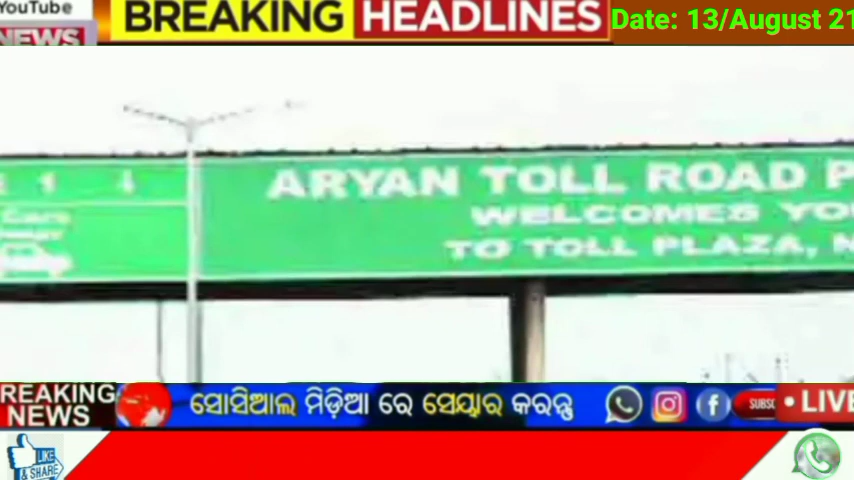 YouTube
NEWS
BREAKING HEADLINES
Date: 13/August 21
ARYAN TOLL ROAD P
WELCOMES YOU
TO TOLL PLAZA, N
Cars
REAKING
NEWS
ସୋସିଆଲ ମିଡ଼ିଆ ରେ ସେୟାର କରନ୍ତୁ
SUBSC
• LIVE
LIKE
& SHARE